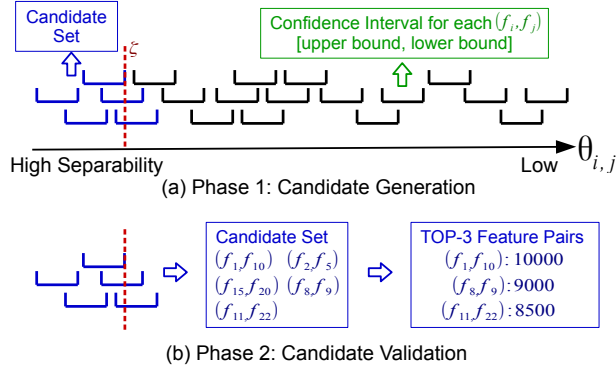 Candidate
Set
ζ
Confidence Interval for each (f_i, f_j)
[upper bound, lower bound]
High Separability
Low
θ_{i, j}
(a) Phase 1: Candidate Generation
Candidate Set
(f_1,f_10) (f_2,f_5)
(f_15,f_20) (f_8,f_9)
(f_11,f_22)
TOP-3 Feature Pairs
(f_1,f_10): 10000
(f_8,f_9): 9000
(f_11,f_22): 8500
(b) Phase 2: Candidate Validation